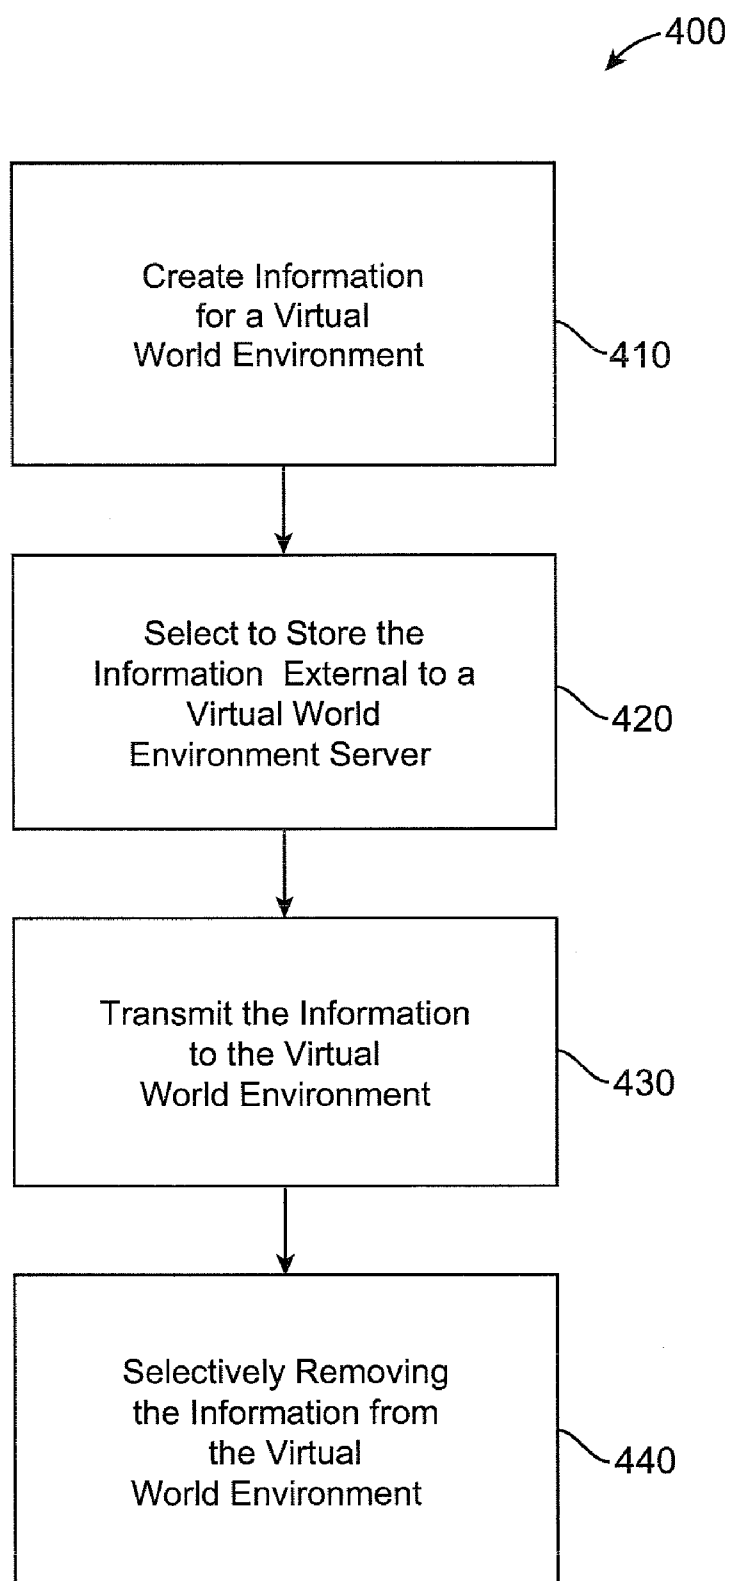 400
Create Information
for a Virtual
World Environment
410
Select to Store the
Information External to a
Virtual World
Environment Server
420
Transmit the Information
to the Virtual
World Environment
430
Selectively Removing
the Information from
the Virtual
World Environment
440